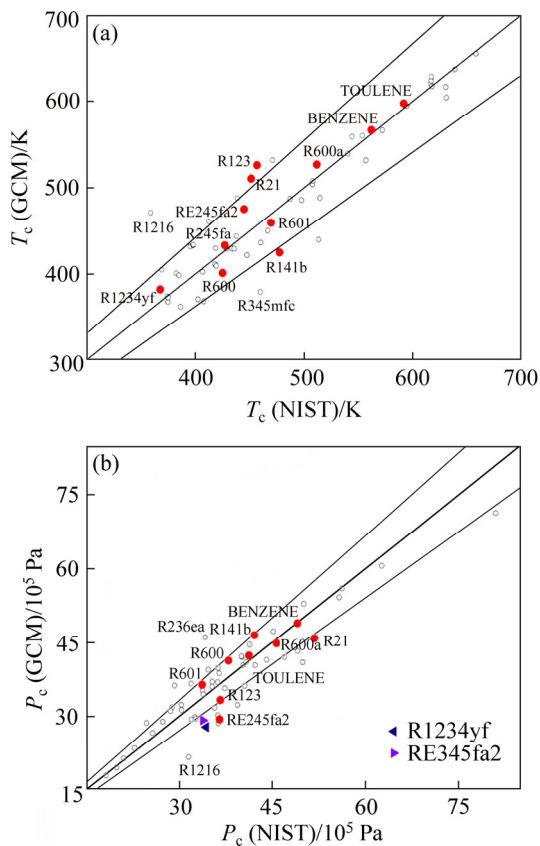 (a)
700
600
500
400
300
T_c (GCM)/K
TOULENE
BENZENE
R123
R600a
R21
RE245fa2
R1216
R245fa
R601
R141b
R1234yf
R600
R345mfc
400
500
600
700
T_c (NIST)/K
(b)
75
60
45
30
15
P_c (GCM)/10^5 Pa
BENZENE
R236ea
R141b
R21
R600
R600a
R601
TOULENE
R123
RE245fa2
R1234yf
RE345fa2
R1216
30
45
60
75
P_c (NIST)/10^5 Pa